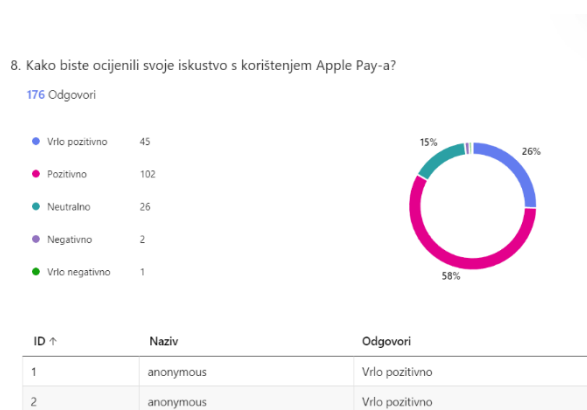 8. Kako biste ocijenili svoje iskustvo s korištenjem Apple Pay-a?
176 Odgovori
Vrlo pozitivno 45
Pozitivno 102
Neutralno 26
Negativno 2
Vrlo negativno 1
15%
26%
58%
ID ↑ Naziv Odgovori
1 anonymous Vrlo pozitivno
2 anonymous Vrlo pozitivno